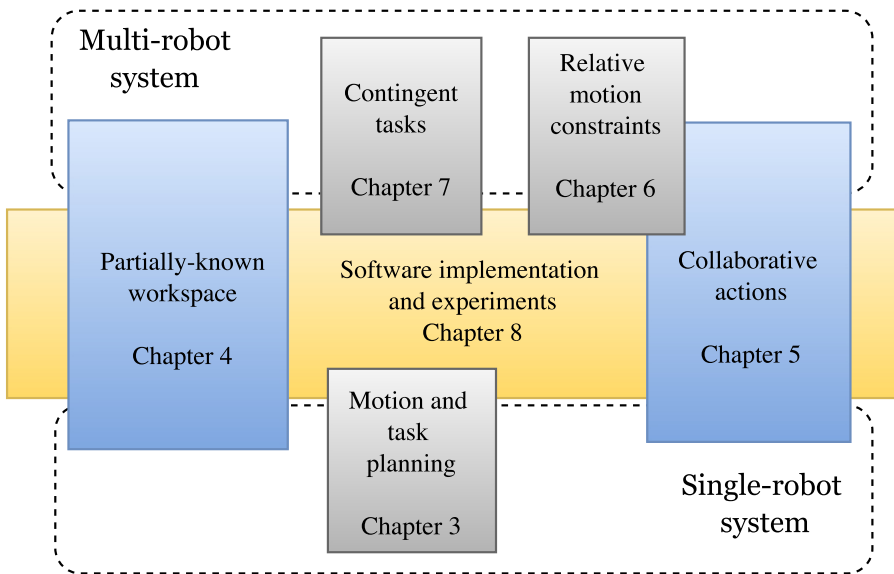 Multi-robot
system
Contingent
tasks
Chapter 7
Relative
motion
constraints
Chapter 6
Partially-known
workspace
Chapter 4
Software implementation
and experiments
Chapter 8
Collaborative
actions
Chapter 5
Motion and
task
planning
Chapter 3
Single-robot
system